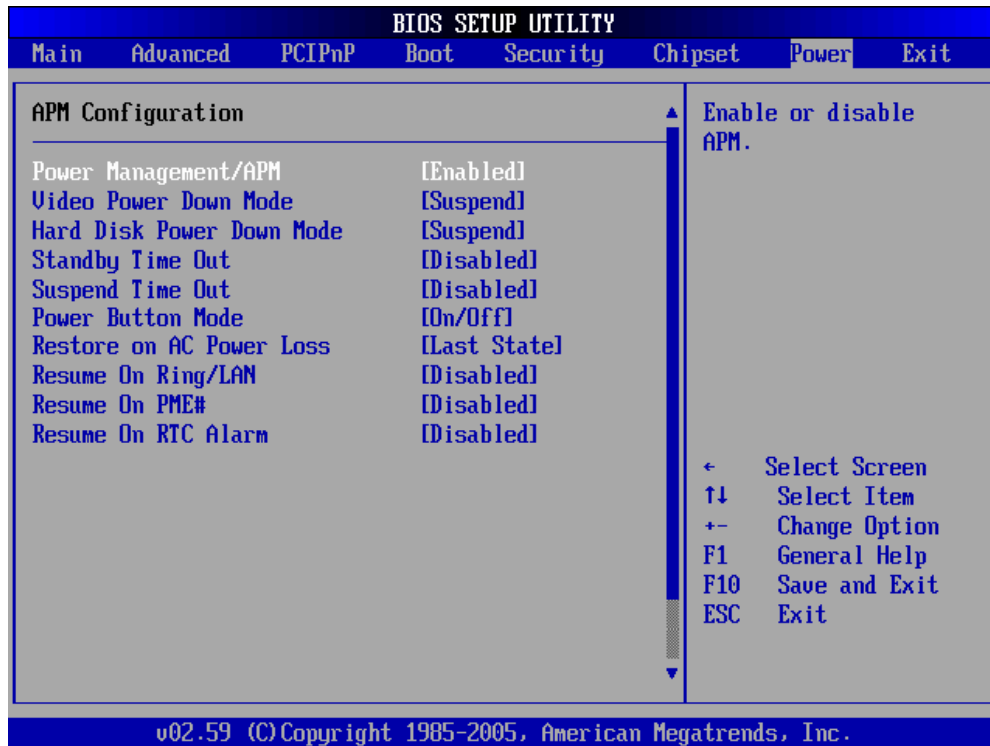 BIOS SETUP UTILITY
Main Advanced PCIPnP Boot Security Chipset Power Exit
APM Configuration
Power Management/APM [Enabled]
Video Power Down Mode [Suspend]
Hard Disk Power Down Mode [Suspend]
Standby Time Out [Disabled]
Suspend Time Out [Disabled]
Power Button Mode [On/Off]
Restore on AC Power Loss [Last State]
Resume On Ring/LAN [Disabled]
Resume On PME# [Disabled]
Resume On RTC Alarm [Disabled]
Enable or disable
APM.
← Select Screen
↑↓ Select Item
+- Change Option
F1 General Help
F10 Save and Exit
ESC Exit
v02.59 (C)Copyright 1985-2005, American Megatrends, Inc.